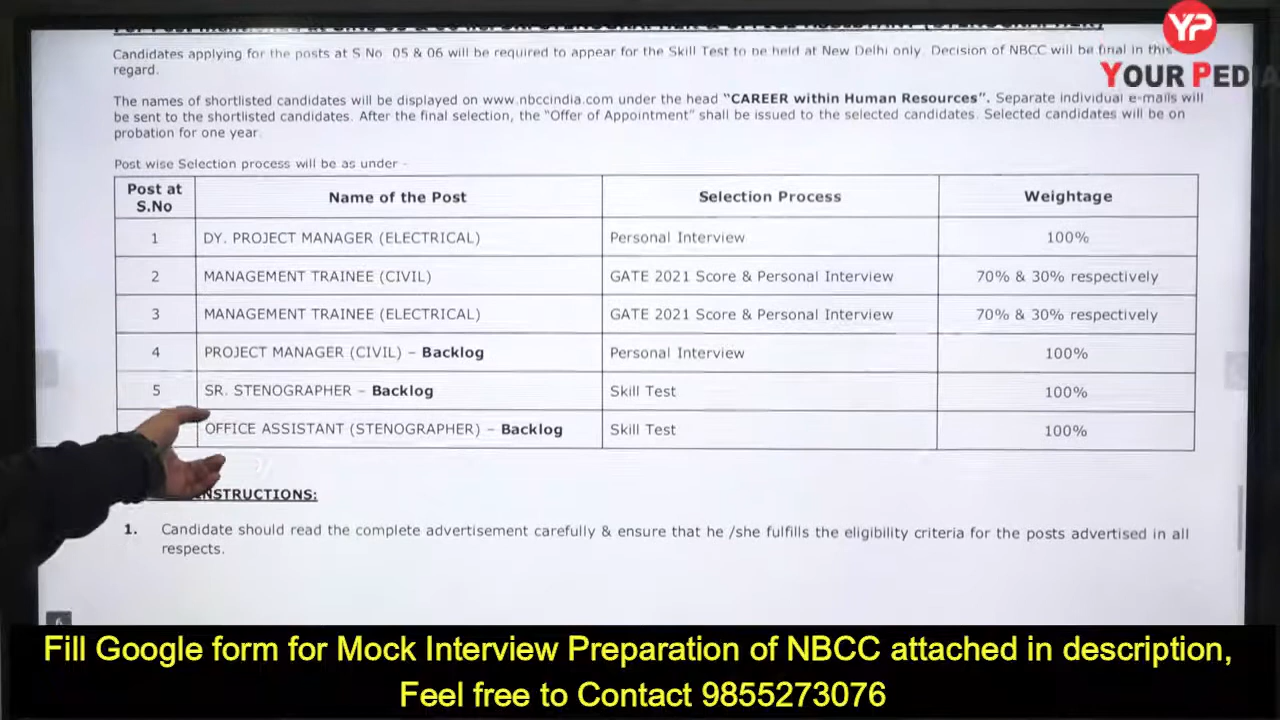 YP
YOUR PEDIA
Candidates applying for the posts at S No. 05 & 06 will be required to appear for the Skill Test to be held at New Delhi only. Decision of NBCC will be final in this
regard.
The names of shortlisted candidates will be displayed on www.nbccindia.com under the head "CAREER within Human Resources". Separate individual e-mails will
be sent to the shortlisted candidates. After the final selection, the "Offer of Appointment" shall be issued to the selected candidates. Selected candidates will be on
probation for one year.
Post wise Selection process will be as under -
Post at S.No Name of the Post Selection Process Weightage
1 DY. PROJECT MANAGER (ELECTRICAL) Personal Interview 100%
2 MANAGEMENT TRAINEE (CIVIL) GATE 2021 Score & Personal Interview 70% & 30% respectively
3 MANAGEMENT TRAINEE (ELECTRICAL) GATE 2021 Score & Personal Interview 70% & 30% respectively
4 PROJECT MANAGER (CIVIL) – Backlog Personal Interview 100%
5 SR. STENOGRAPHER – Backlog Skill Test 100%
OFFICE ASSISTANT (STENOGRAPHER) – Backlog Skill Test 100%
INSTRUCTIONS:
1. Candidate should read the complete advertisement carefully & ensure that he /she fulfills the eligibility criteria for the posts advertised in all
respects.
Fill Google form for Mock Interview Preparation of NBCC attached in description,
Feel free to Contact 9855273076